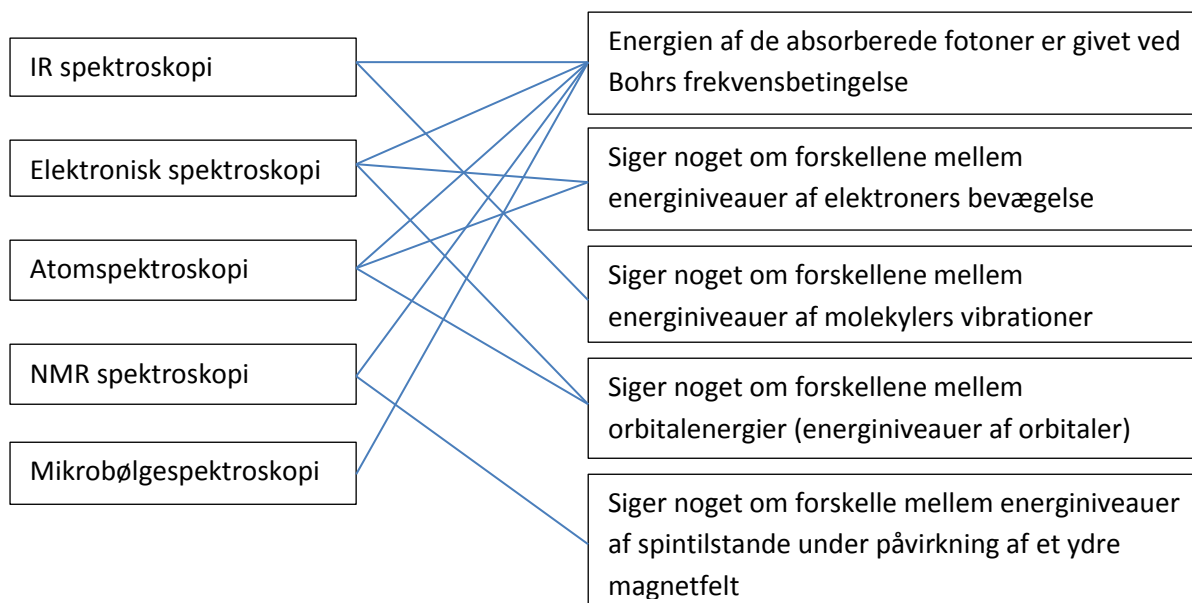 IR spektroskopi
Elektronisk spektroskopi
Atomspektroskopi
NMR spektroskopi
Mikrobølgespektroskopi
Energien af de absorberede fotoner er givet ved
Bohrs frekvensbetingelse
Siger noget om forskellene mellem
energiniveauer af elektroners bevægelse
Siger noget om forskellene mellem
energiniveauer af molekylers vibrationer
Siger noget om forskellene mellem
orbitalenergier (energiniveauer af orbitaler)
Siger noget om forskelle mellem energiniveauer
af spintilstande under påvirkning af et ydre
magnetfelt